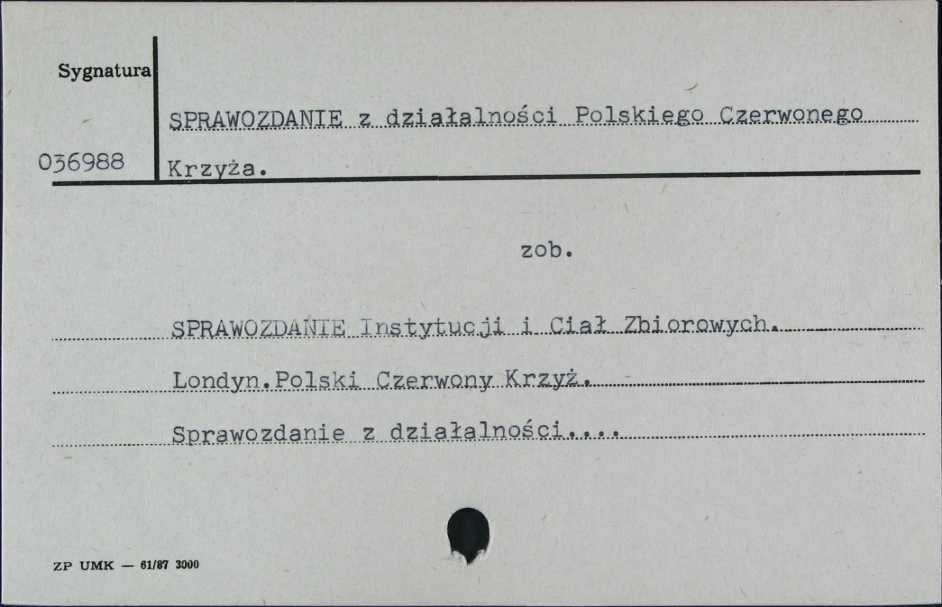 Sygnatura
SPRAWOZDANIE z działalności Polskiego Czerwonego
036988
Krzyża.
zob.
SPRAWOZDANIE Instytucji i Ciał Zbiorowych.
Londyn.Polski Czerwony Krzyż.
Sprawozdanie z działalności....
ZP UMK — 61/87 3000